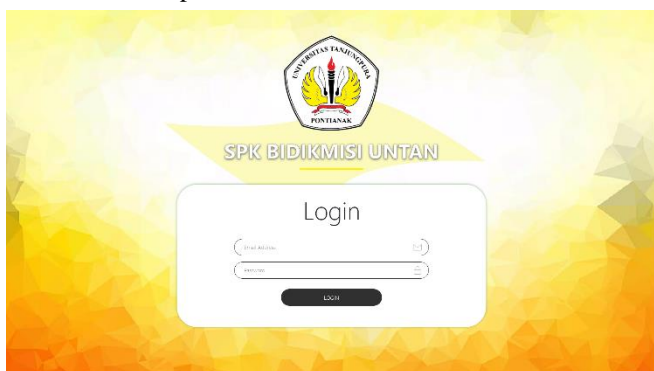 UNIVERSITAS TANJUNGPURA
PONTIANAK
SPK BIDIKMISI UNTAN
Login
Email Address
Password
LOGIN